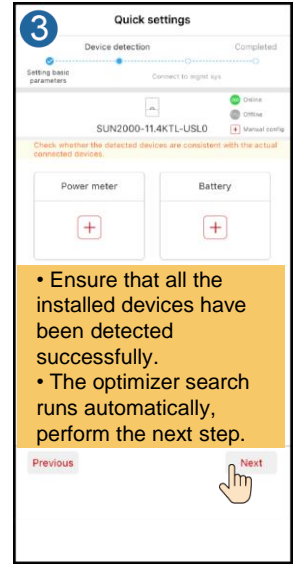 3
Quick settings
Device detection
Completed
Setting basic
parameters
Connect to mgmt sys
Online
Offline
SUN2000-11.4KTL-USL0
Manual config
Check whether the detected devices are consistent with the actual
connected devices.
Power meter
Battery
• Ensure that all the
installed devices have
been detected
successfully.
• The optimizer search
runs automatically,
perform the next step.
Previous
Next